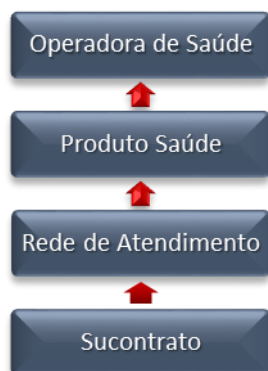 Operadora de Saúde
Produto Saúde
Rede de Atendimento
Sucontrato